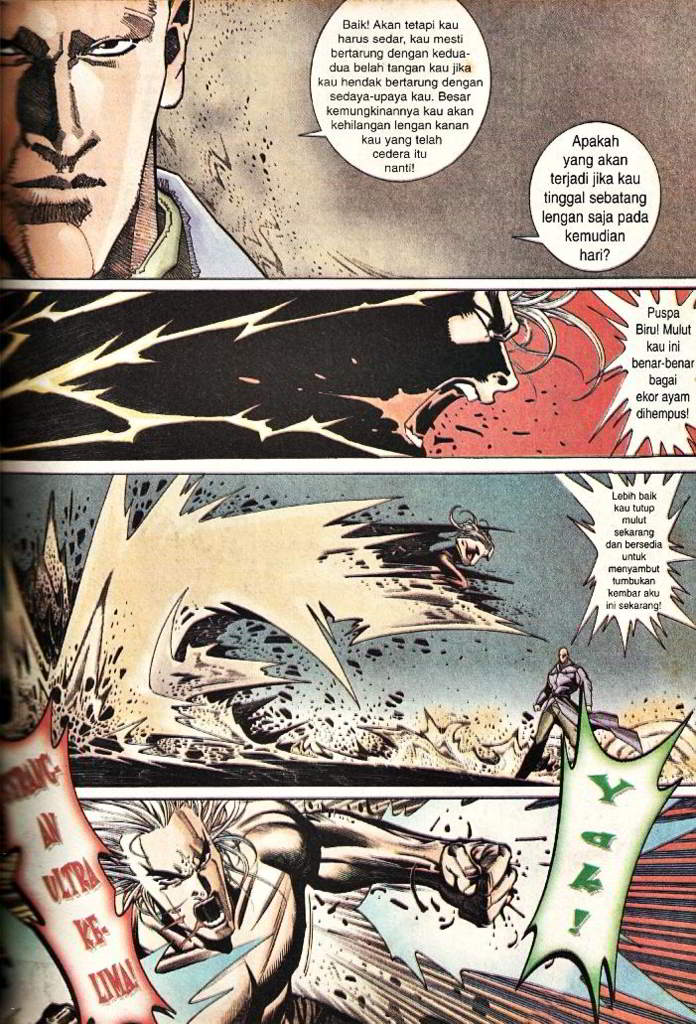 Baik! Akan tetapi kau
harus sedar, kau mesti
bertarung dengan kedua-
dua belah tangan kau jika
kau hendak bertarung dengan
sedaya-upaya kau. Besar
kemungkinannya kau akan
kehilangan lengan kanan
kau yang telah
cedera itu
nanti!
Apakah
yang akan
terjadi jika kau
tinggal sebatang
lengan saja pada
kemudian
hari?
Puspa
Biru! Mulut
kau ini
benar-benar
bagai
ekor ayam
dihempus!
Lebih baik
kau tutup
mulut
sekarang
dan bersedia
untuk
menyambut
tumbukan
kembar aku
ini sekarang!
AN
ULTRA
KE-
LIMA!
Yak!